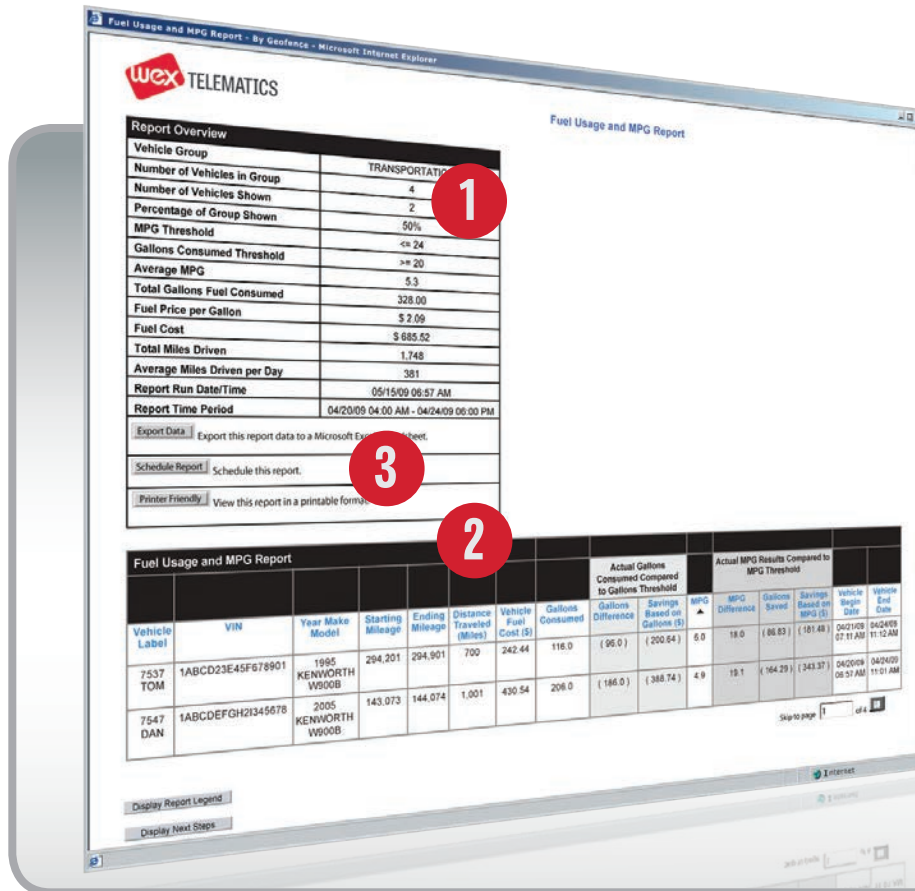 Fuel Usage and MPG Report - By Geofence - Microsoft Internet Explorer
wex TELEMATICS
Fuel Usage and MPG Report
Report Overview
Vehicle Group TRANSPORTATIO
Number of Vehicles in Group 4
Number of Vehicles Shown 2
Percentage of Group Shown 50%
MPG Threshold <= 24
Gallons Consumed Threshold >= 20
Average MPG 5.3
Total Gallons Fuel Consumed 328.00
Fuel Price per Gallon $ 2.09
Fuel Cost $ 685.52
Total Miles Driven 1,748
Average Miles Driven per Day 381
Report Run Date/Time 05/15/09 06:57 AM
Report Time Period 04/20/09 04:00 AM - 04/24/09 06:00 PM
Export Data Export this report data to a Microsoft Ex heet.
Schedule Report Schedule this report.
Printer Friendly View this report in a printable forma
1
3
2
Fuel Usage and MPG Report
Actual Gallons
Consumed Compared
to Gallons Threshold
Actual MPG Results Compared to
MPG Threshold
Vehicle
Label
VIN
Year Make
Model
Starting
Mileage
Ending
Mileage
Distance
Traveled
(Miles)
Vehicle
Fuel
Cost ($)
Gallons
Consumed
Gallons
Difference
Savings
Based on
Gallons ($)
MPG
MPG
Difference
Gallons
Saved
Savings
Based on
MPG ($)
Vehicle
Begin
Date
Vehicle
End
Date
7537
TOM
1ABCD23E45F678901
1995
KENWORTH
W900B
294,201
294,901
700
242.44
116.0
( 96.0 )
( 200.64 )
6.0
18.0
( 86.83 )
( 181.48 )
04/21/09
07:11 AM
04/24/09
11:12 AM
7547
DAN
1ABCDEFGH2I345678
2005
KENWORTH
W900B
143,073
144,074
1,001
430.54
206.0
( 186.0 )
( 388.74 )
4.9
19.1
( 164.29 )
( 343.37 )
04/20/09
06:57 AM
04/24/09
11:01 AM
Skip to page 1 of 4
Display Report Legend
Display Next Steps
Internet